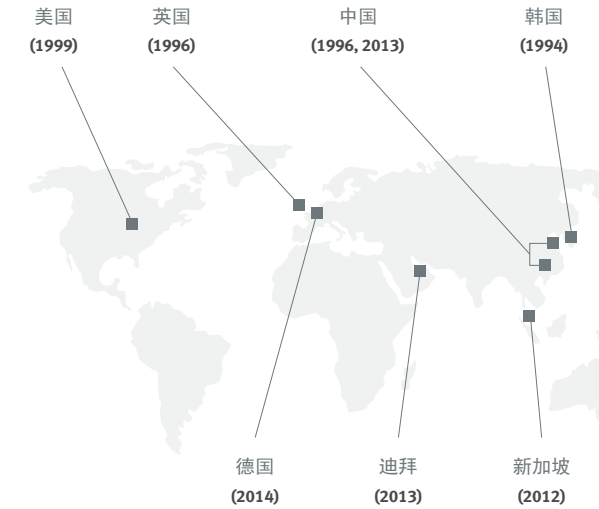 美国
(1999)
英国
(1996)
中国
(1996, 2013)
韩国
(1994)
德国
(2014)
迪拜
(2013)
新加坡
(2012)